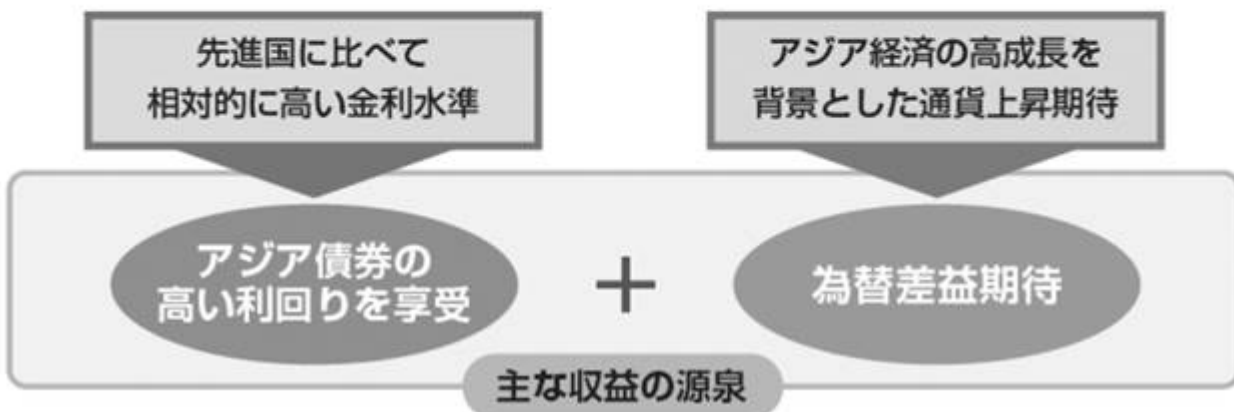 先進国に比べて
相対的に高い金利水準
アジア経済の高成長を
背景とした通貨上昇期待
アジア債券の
高い利回りを享受
+
為替差益期待
主な収益の源泉